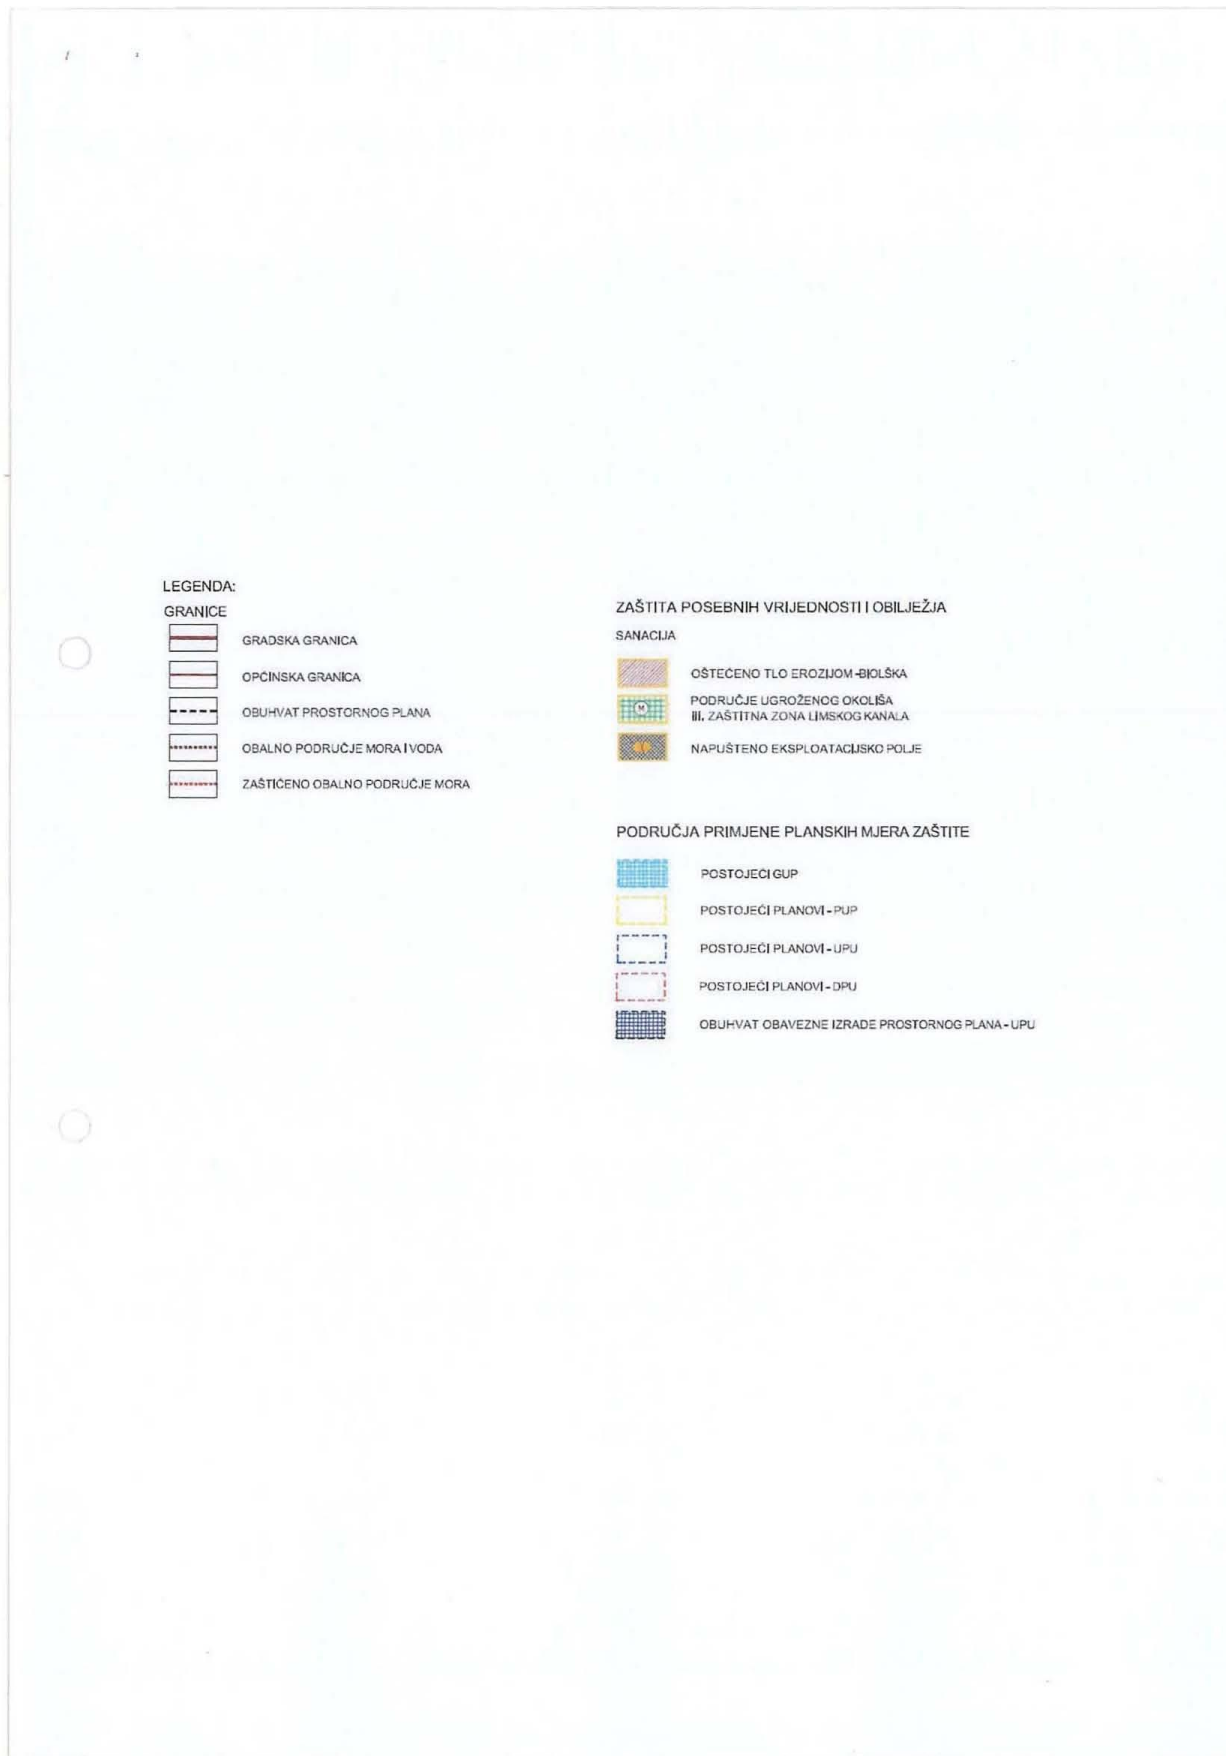 LEGENDA:
GRANICE
GRADSKA GRANICA
OPĆINSKA GRANICA
OBUHVAT PROSTORNOG PLANA
OBALNO PODRUČJE MORA I VODA
ZAŠTIĆENO OBALNO PODRUČJE MORA
ZAŠTITA POSEBNIH VRIJEDNOSTI I OBILJEŽJA
SANACIJA
OŠTEĆENO TLO EROZIJOM-BIOLŠKA
M
PODRUČJE UGROŽENOG OKOLIŠA
III. ZAŠTITNA ZONA LIMSKOG KANALA
NAPUŠTENO EKSPLOATACIJSKO POLJE
PODRUČJA PRIMJENE PLANSKIH MJERA ZAŠTITE
POSTOJEĆI GUP
POSTOJEĆI PLANOVI - PUP
POSTOJEĆI PLANOVI - UPU
POSTOJEĆI PLANOVI - DPU
OBUHVAT OBAVEZNE IZRADE PROSTORNOG PLANA - UPU